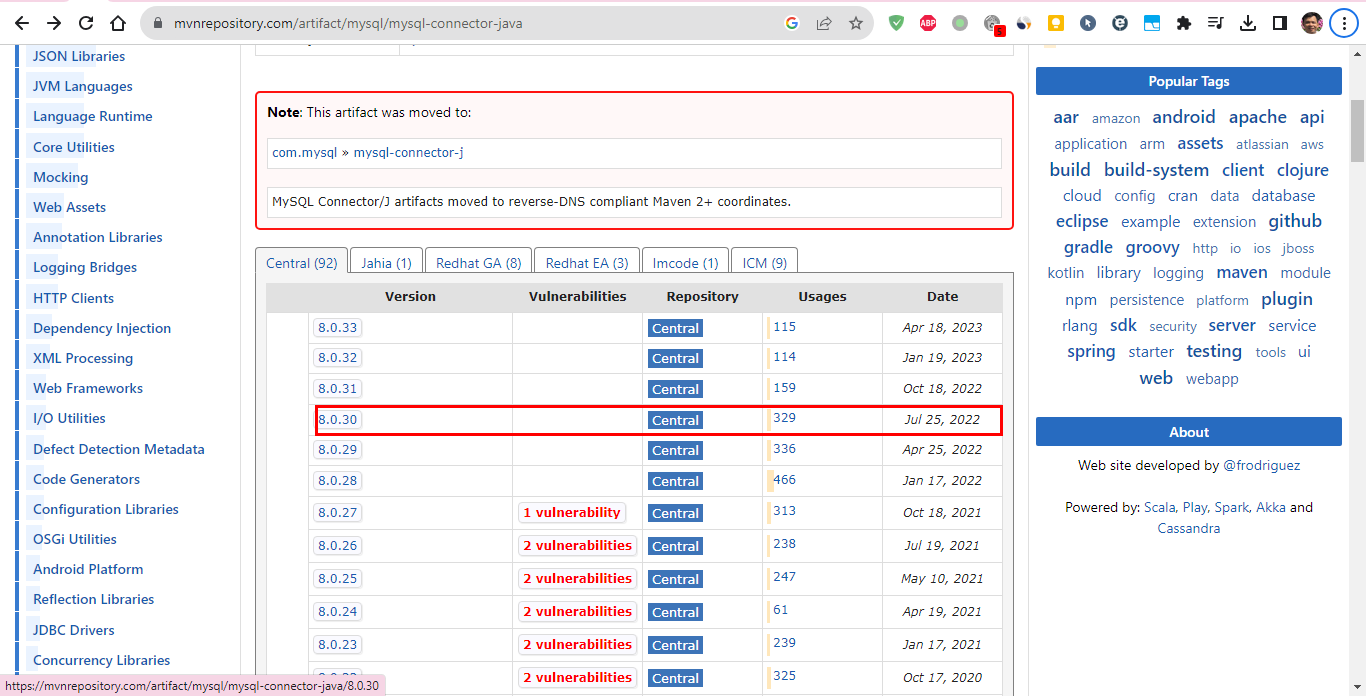 mvnrepository.com/artifact/mysql/mysql-connector-java
ABP
5
JSON Libraries
JVM Languages
Language Runtime
Core Utilities
Mocking
Web Assets
Annotation Libraries
Logging Bridges
HTTP Clients
Dependency Injection
XML Processing
Web Frameworks
I/O Utilities
Defect Detection Metadata
Code Generators
Configuration Libraries
OSGi Utilities
Android Platform
Reflection Libraries
JDBC Drivers
Concurrency Libraries
Note: This artifact was moved to:
com.mysql » mysql-connector-j
MySQL Connector/J artifacts moved to reverse-DNS compliant Maven 2+ coordinates.
Central (92) Jahia (1) Redhat GA (8) Redhat EA (3) Imcode (1) ICM (9)
Version Vulnerabilities Repository Usages Date
8.0.33 Central 115 Apr 18, 2023
8.0.32 Central 114 Jan 19, 2023
8.0.31 Central 159 Oct 18, 2022
8.0.30 Central 329 Jul 25, 2022
8.0.29 Central 336 Apr 25, 2022
8.0.28 Central 466 Jan 17, 2022
8.0.27 1 vulnerability Central 313 Oct 18, 2021
8.0.26 2 vulnerabilities Central 238 Jul 19, 2021
8.0.25 2 vulnerabilities Central 247 May 10, 2021
8.0.24 2 vulnerabilities Central 61 Apr 19, 2021
8.0.23 2 vulnerabilities Central 239 Jan 17, 2021
2 vulnerabilities Central 325 Oct 17, 2020
Popular Tags
aar amazon android apache api
application arm assets atlassian aws
build build-system client clojure
cloud config cran data database
eclipse example extension github
gradle groovy http io ios jboss
kotlin library logging maven module
npm persistence platform plugin
rlang sdk security server service
spring starter testing tools ui
web webapp
About
Web site developed by @frodriguez
Powered by: Scala, Play, Spark, Akka and
Cassandra
https://mvnrepository.com/artifact/mysql/mysql-connector-java/8.0.30